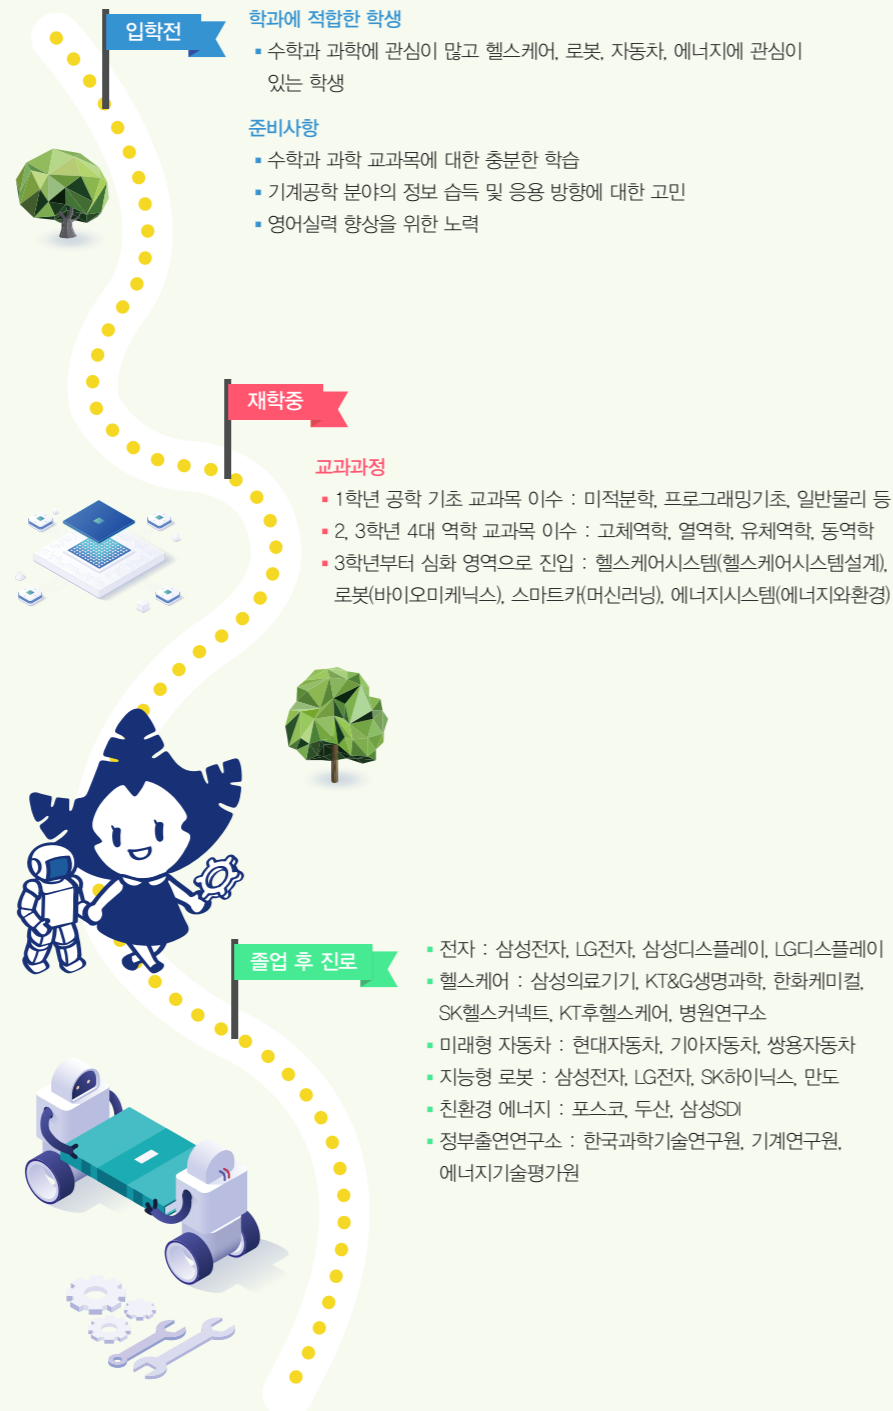 입학전
학과에 적합한 학생
▪ 수학과 과학에 관심이 많고 헬스케어, 로봇, 자동차, 에너지에 관심이
있는 학생
준비사항
▪ 수학과 과학 교과목에 대한 충분한 학습
▪ 기계공학 분야의 정보 습득 및 응용 방향에 대한 고민
▪ 영어실력 향상을 위한 노력
재학중
교과과정
▪ 1학년 공학 기초 교과목 이수 : 미적분학, 프로그래밍기초, 일반물리 등
▪ 2, 3학년 4대 역학 교과목 이수 : 고체역학, 열역학, 유체역학, 동역학
▪ 3학년부터 심화 영역으로 진입 : 헬스케어시스템(헬스케어시스템설계),
로봇(바이오미케닉스), 스마트카(머신러닝), 에너지시스템(에너지와환경)
졸업 후 진로
▪ 전자 : 삼성전자, LG전자, 삼성디스플레이, LG디스플레이
▪ 헬스케어 : 삼성의료기기, KT&G생명과학, 한화케미컬,
SK헬스커넥트, KT후헬스케어, 병원연구소
▪ 미래형 자동차 : 현대자동차, 기아자동차, 쌍용자동차
▪ 지능형 로봇 : 삼성전자, LG전자, SK하이닉스, 만도
▪ 친환경 에너지 : 포스코, 두산, 삼성SDI
▪ 정부출연연구소 : 한국과학기술연구원, 기계연구원,
에너지기술평가원